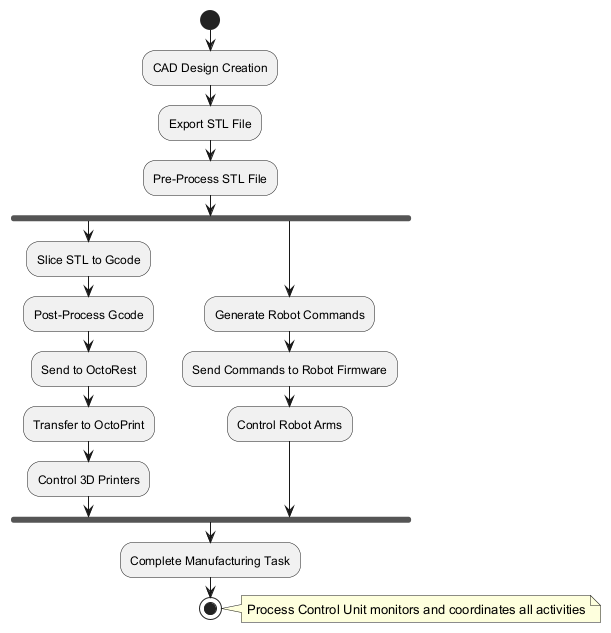 CAD Design Creation
Export STL File
Pre-Process STL File
Slice STL to Gcode
Post-Process Gcode
Send to OctoRest
Transfer to OctoPrint
Control 3D Printers
Generate Robot Commands
Send Commands to Robot Firmware
Control Robot Arms
Complete Manufacturing Task
Process Control Unit monitors and coordinates all activities